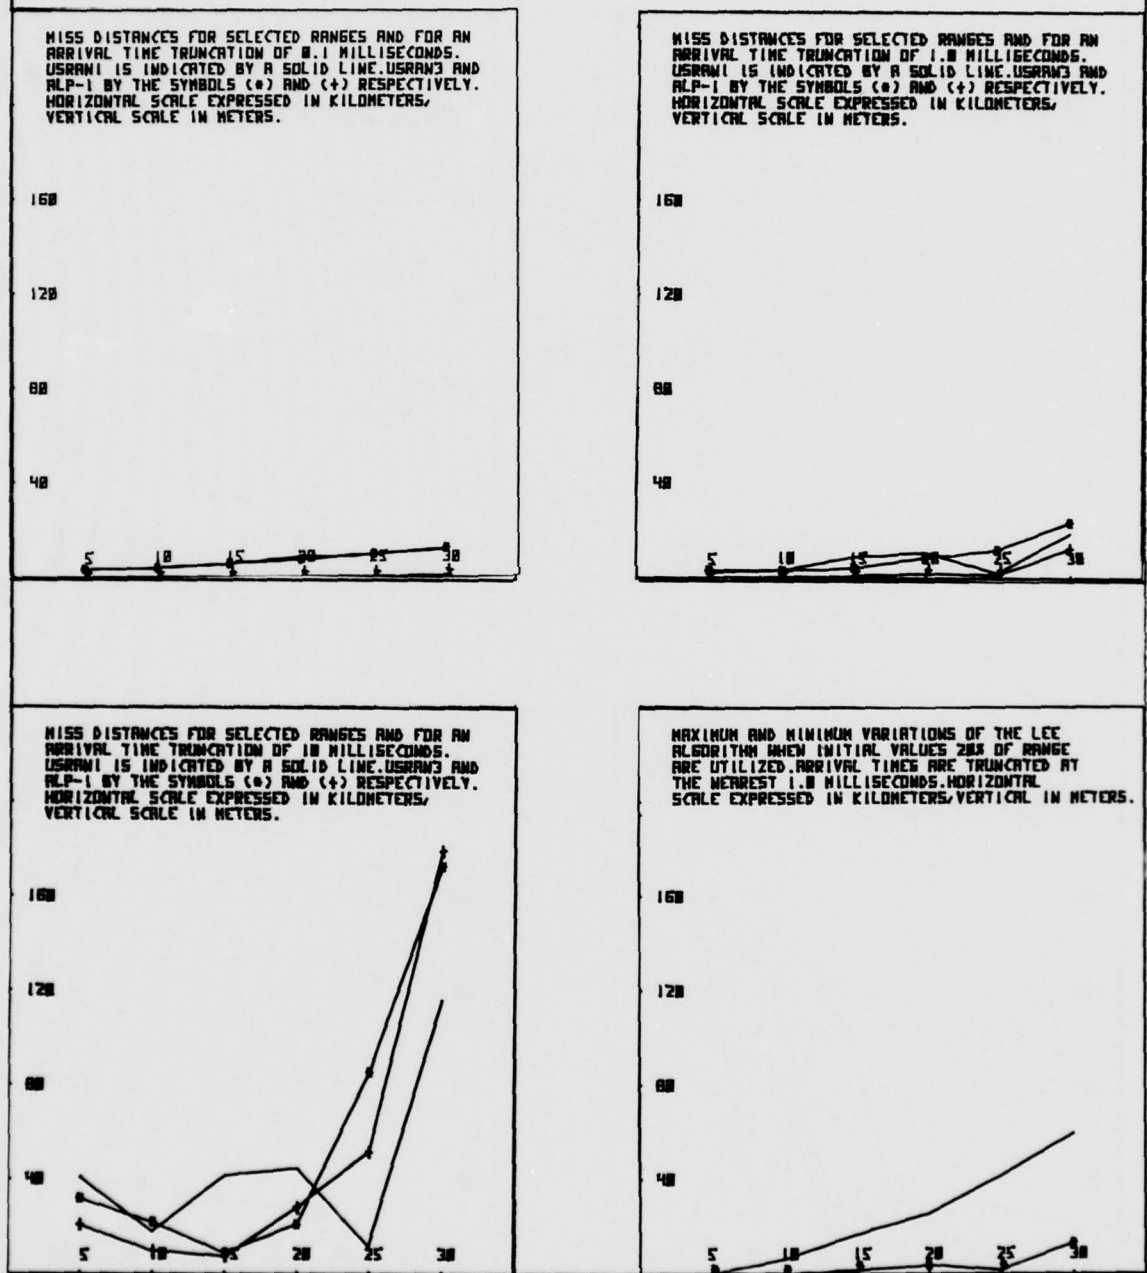 MISS DISTANCES FOR SELECTED RANGES AND FOR AN
ARRIVAL TIME TRUNCATION OF 0.1 MILLISECONDS.
USRAN1 IS INDICATED BY A SOLID LINE.USRAN3 AND
ALP-1 BY THE SYMBOLS (*) AND (+) RESPECTIVELY.
HORIZONTAL SCALE EXPRESSED IN KILOMETERS,
VERTICAL SCALE IN METERS.
160
120
80
40
5 10 15 20 25 30
MISS DISTANCES FOR SELECTED RANGES AND FOR AN
ARRIVAL TIME TRUNCATION OF 1.0 MILLISECONDS.
USRAN1 IS INDICATED BY A SOLID LINE.USRAN3 AND
ALP-1 BY THE SYMBOLS (*) AND (+) RESPECTIVELY.
HORIZONTAL SCALE EXPRESSED IN KILOMETERS,
VERTICAL SCALE IN METERS.
160
120
80
40
5 10 15 20 25 30
MISS DISTANCES FOR SELECTED RANGES AND FOR AN
ARRIVAL TIME TRUNCATION OF 10 MILLISECONDS.
USRAN1 IS INDICATED BY A SOLID LINE.USRAN3 AND
ALP-1 BY THE SYMBOLS (*) AND (+) RESPECTIVELY.
HORIZONTAL SCALE EXPRESSED IN KILOMETERS,
VERTICAL SCALE IN METERS.
160
120
80
40
5 10 15 20 25 30
MAXIMUM AND MINIMUM VARIATIONS OF THE LEE
ALGORITHM WHEN INITIAL VALUES 20% OF RANGE
ARE UTILIZED.ARRIVAL TIMES ARE TRUNCATED AT
THE NEAREST 1.0 MILLISECONDS.HORIZONTAL
SCALE EXPRESSED IN KILOMETERS,VERTICAL IN METERS.
160
120
80
40
5 10 15 20 25 30